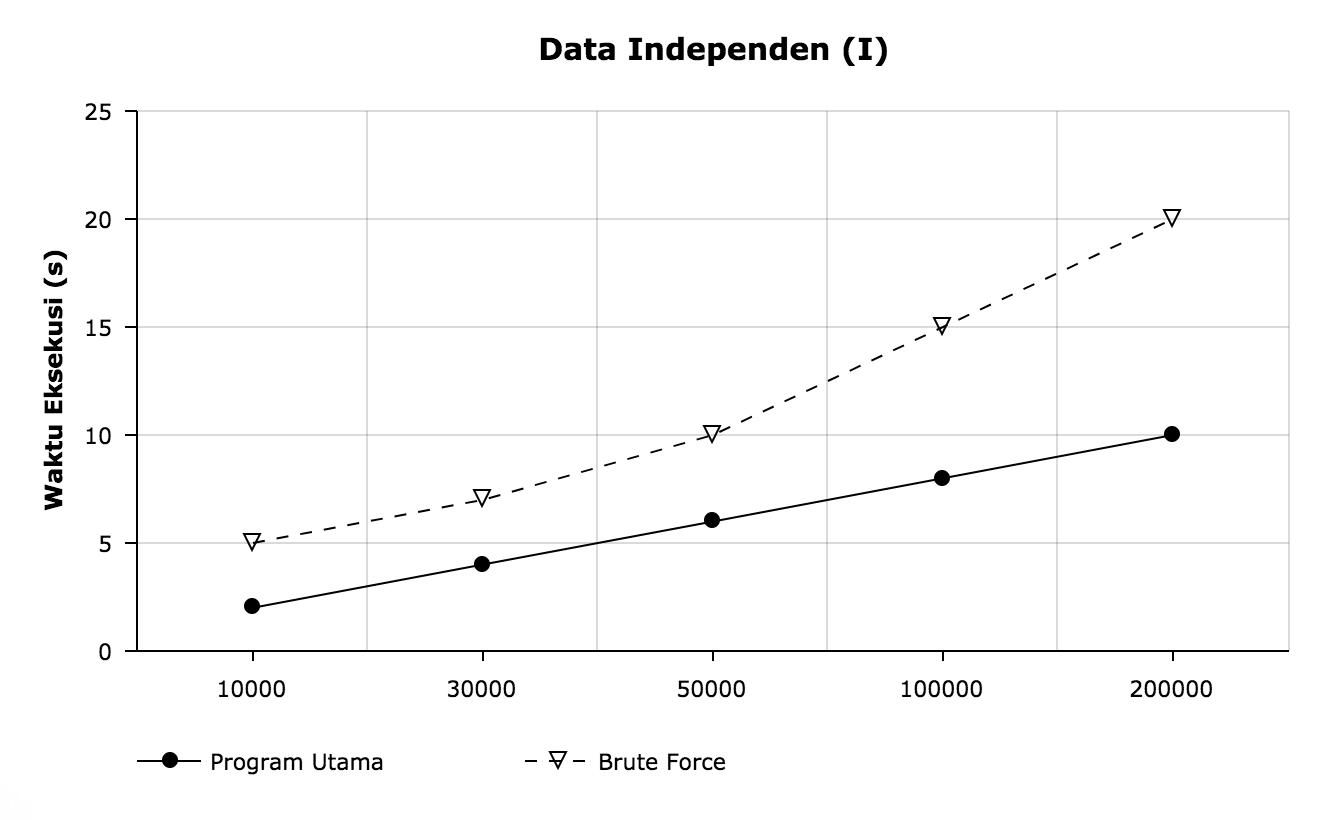 Data Independen (I)
25
20
15
10
5
0
Waktu Eksekusi (s)
10000 30000 50000 100000 200000
Program Utama Brute Force